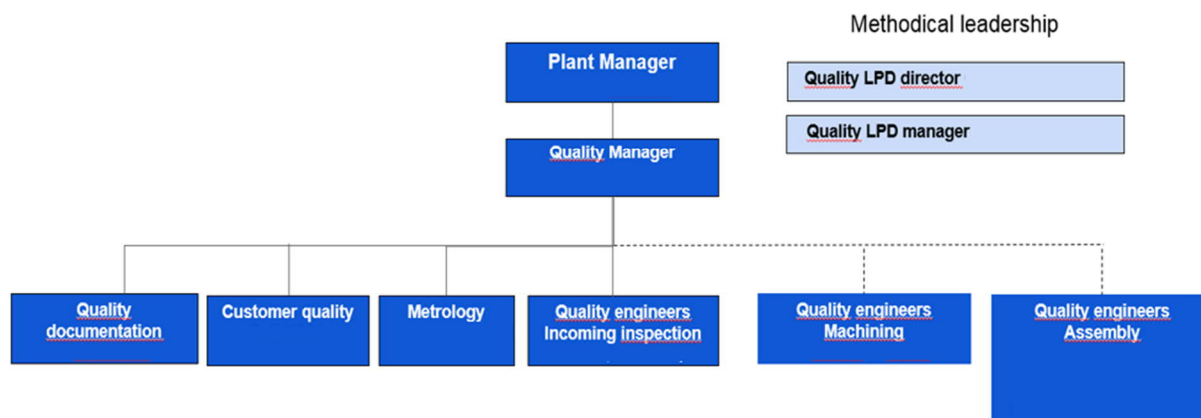 Methodical leadership
Plant Manager
Quality LPD director
Quality LPD manager
Quality Manager
Quality
documentation
Customer quality
Metrology
Quality engineers
Incoming inspection
Quality engineers
Machining
Quality engineers
Assembly